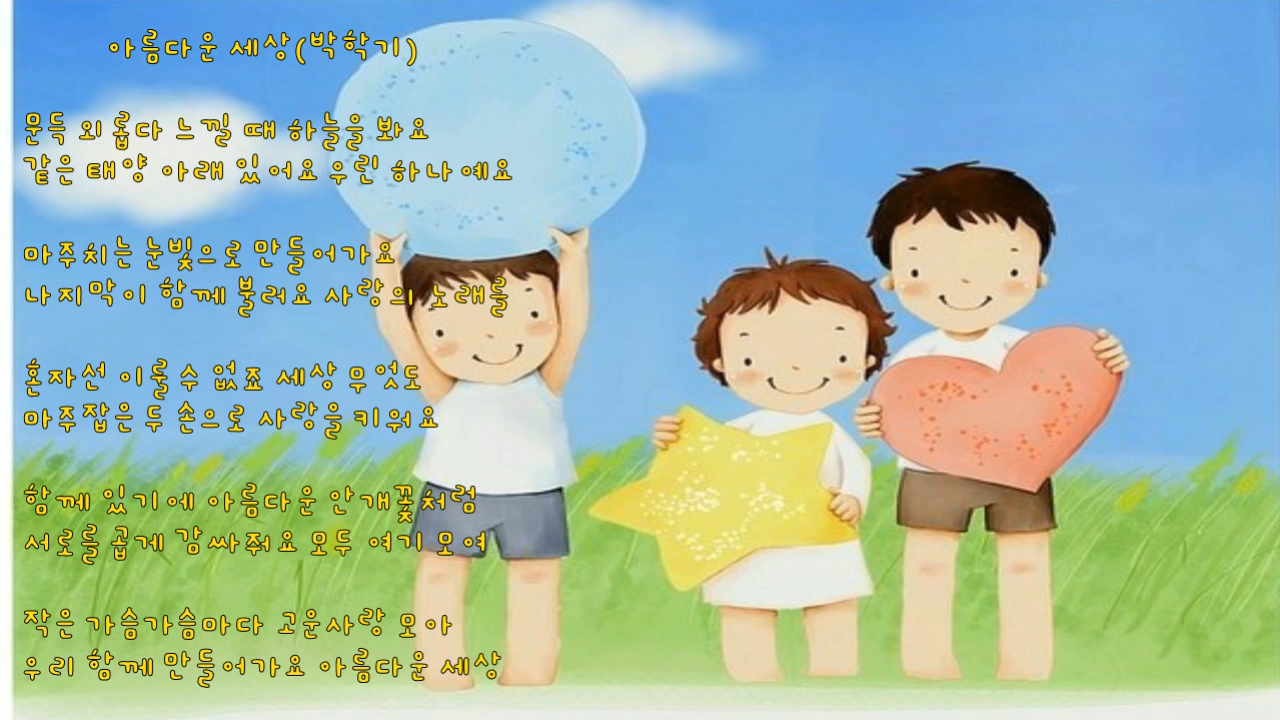 아름다운 세상(박학기)
문득 외롭다 느낄 때 하늘을 봐요
같은 태양 아래 있어요 우린 하나예요
마주치는 눈빛으로 만들어가요
나지막이 함께 불러요 사랑의 노래를
혼자선 이룰 수 없죠 세상 무엇도
마주잡은 두 손으로 사랑을 키워요
함께 있기에 아름다운 안개꽃처럼
서로를 곱게 감싸줘요 모두 여기 모여
작은 가슴가슴마다 고운사랑 모아
우리 함께 만들어가요 아름다운 세상